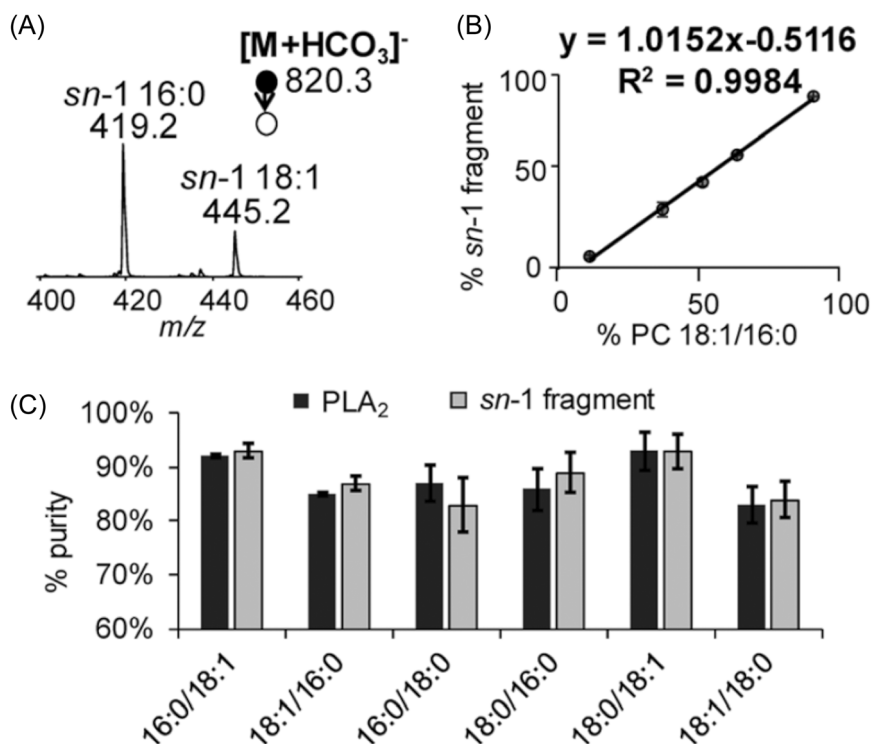 (A)
[M+HCO₃]⁻
820.3
sn-1 16:0
419.2
sn-1 18:1
445.2
400 420 440 460
m/z
(B)
y = 1.0152x-0.5116
R² = 0.9984
% sn-1 fragment
100
50
0
0 50 100
% PC 18:1/16:0
(C)
PLA₂ sn-1 fragment
% purity
100%
90%
80%
70%
60%
16:0/18:1
18:1/16:0
16:0/18:0
18:0/16:0
18:0/18:1
18:1/18:0